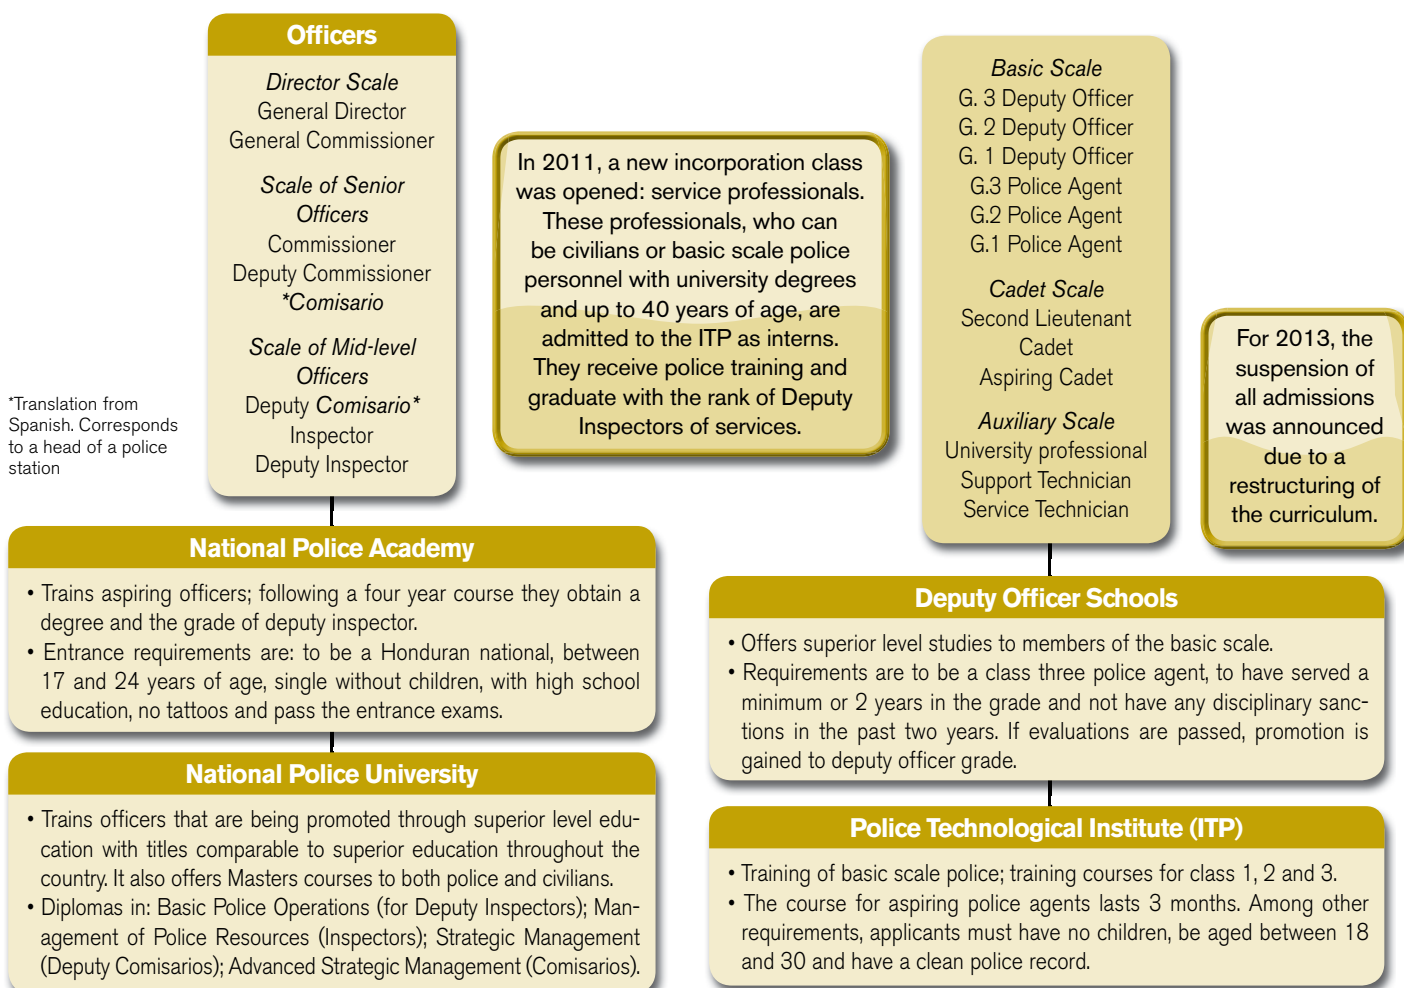 Officers
Director Scale
General Director
General Commissioner
Scale of Senior
Officers
Commissioner
Deputy Commissioner
*Comisario
Scale of Mid-level
Officers
Deputy Comisario*
Inspector
Deputy Inspector
*Translation from
Spanish. Corresponds
to a head of a police
station
In 2011, a new incorporation class
was opened: service professionals.
These professionals, who can
be civilians or basic scale police
personnel with university degrees
and up to 40 years of age, are
admitted to the ITP as interns.
They receive police training and
graduate with the rank of Deputy
Inspectors of services.
Basic Scale
G. 3 Deputy Officer
G. 2 Deputy Officer
G. 1 Deputy Officer
G.3 Police Agent
G.2 Police Agent
G.1 Police Agent
Cadet Scale
Second Lieutenant
Cadet
Aspiring Cadet
Auxiliary Scale
University professional
Support Technician
Service Technician
For 2013, the
suspension of
all admissions
was announced
due to a
restructuring of
the curriculum.
National Police Academy
• Trains aspiring officers; following a four year course they obtain a
degree and the grade of deputy inspector.
• Entrance requirements are: to be a Honduran national, between
17 and 24 years of age, single without children, with high school
education, no tattoos and pass the entrance exams.
National Police University
• Trains officers that are being promoted through superior level edu-
cation with titles comparable to superior education throughout the
country. It also offers Masters courses to both police and civilians.
• Diplomas in: Basic Police Operations (for Deputy Inspectors); Man-
agement of Police Resources (Inspectors); Strategic Management
(Deputy Comisarios); Advanced Strategic Management (Comisarios).
Deputy Officer Schools
• Offers superior level studies to members of the basic scale.
• Requirements are to be a class three police agent, to have served a
minimum or 2 years in the grade and not have any disciplinary sanc-
tions in the past two years. If evaluations are passed, promotion is
gained to deputy officer grade.
Police Technological Institute (ITP)
• Training of basic scale police; training courses for class 1, 2 and 3.
• The course for aspiring police agents lasts 3 months. Among other
requirements, applicants must have no children, be aged between 18
and 30 and have a clean police record.